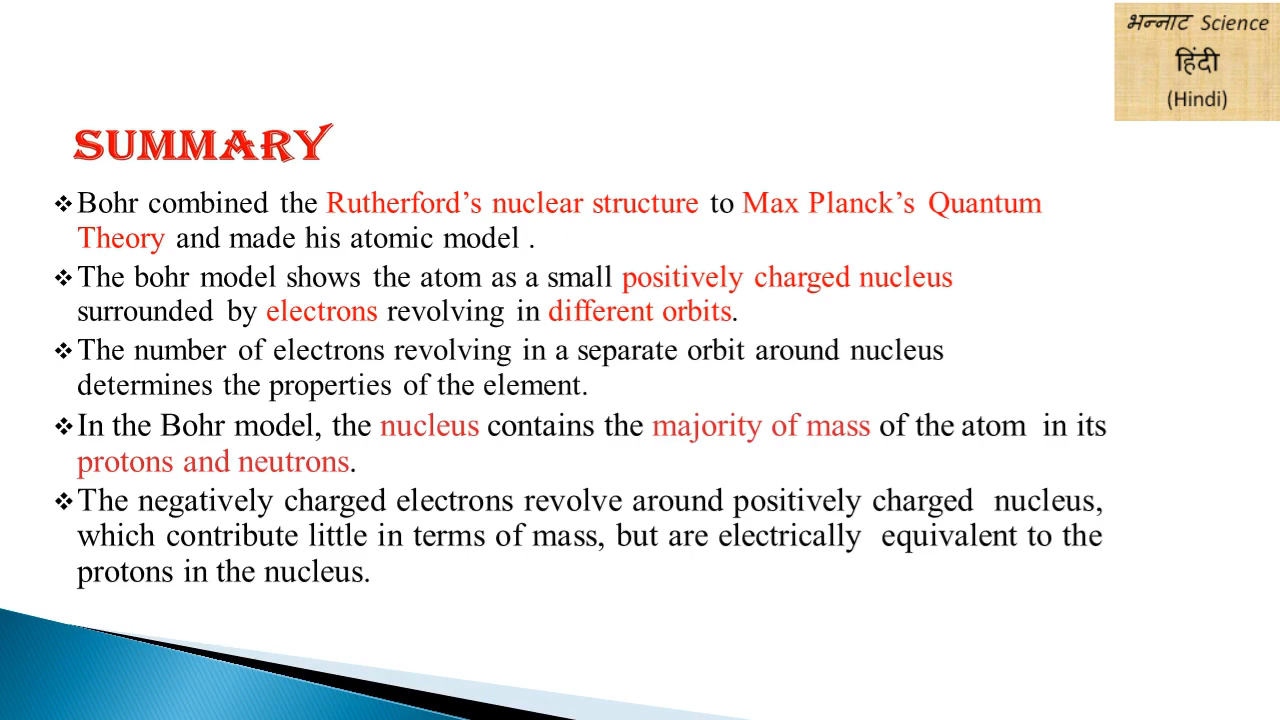 भन्नाट Science
हिंदी
(Hindi)
SUMMARY
❖Bohr combined the Rutherford’s nuclear structure to Max Planck’s Quantum
Theory and made his atomic model .
❖The bohr model shows the atom as a small positively charged nucleus
surrounded by electrons revolving in different orbits.
❖The number of electrons revolving in a separate orbit around nucleus
determines the properties of the element.
❖In the Bohr model, the nucleus contains the majority of mass of the atom in its
protons and neutrons.
❖The negatively charged electrons revolve around positively charged nucleus,
which contribute little in terms of mass, but are electrically equivalent to the
protons in the nucleus.